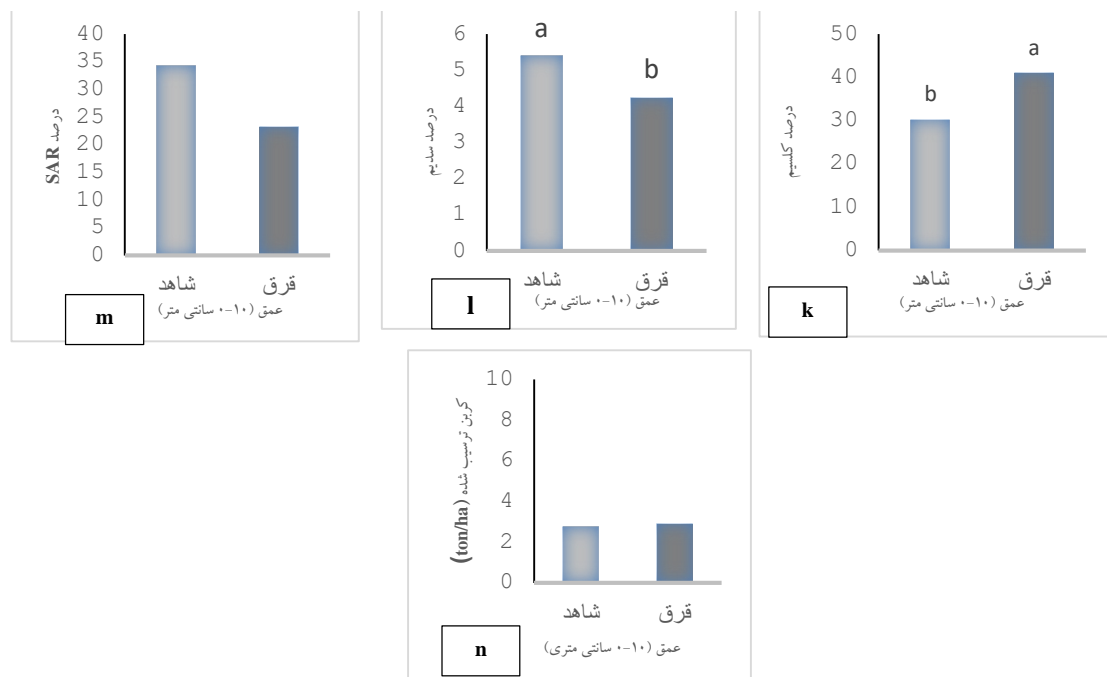 40
35
30
25
20
15
10
5
0
درصد SAR
شاهد
قرق
عمق (۱۰-۰ سانتی متر)
m
6
5
4
3
2
1
0
درصد سدیم
a
b
شاهد
قرق
عمق (۱۰-۰ سانتی متر)
l
50
40
30
20
10
0
درصد کلسیم
b
a
شاهد
قرق
عمق (۱۰-۰ سانتی متر)
k
10
8
6
4
2
0
کربن ترسیب شده (ton/ha)
شاهد
قرق
عمق (۱۰-۰ سانتی متری)
n